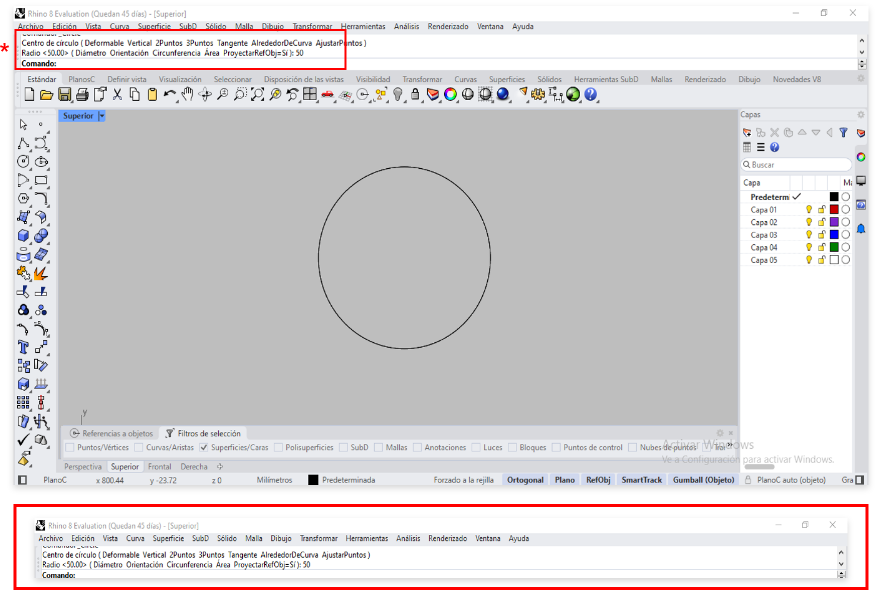 Rhino 8 Evaluation (Quedan 45 días) - [Superior]
Archivo Edición Vista Curva Superficie SubD Sólido Malla Dibujo Transformar Herramientas Análisis Renderizado Ventana Ayuda
Comando: _Circle
*
Centro de círculo ( Deformable Vertical 2Puntos 3Puntos Tangente AlrededorDeCurva AjustarPuntos )
Radio <50.00> ( Diámetro Orientación Circunferencia Área ProyectarRefObj=Sí ): 50
Comando:
Estándar PlanosC Definir vista Visualización Seleccionar Disposición de las vistas Visibilidad Transformar Curvas Superficies Sólidos Herramientas SubD Mallas Renderizado Dibujo Novedades V8
Superior
Capas
Buscar
Capa
Predeterm
Capa 01
Capa 02
Capa 03
Capa 04
Capa 05
y
Referencias a objetos Filtros de selección
Puntos/Vértices Curvas/Aristas Superficies/Caras Polisuperficies SubD Mallas Anotaciones Luces Bloques Puntos de control Nubes de puntos
Activar Windows
Ve a Configuración para activar Windows.
Perspectiva Superior Frontal Derecha
PlanoC x 800.44 y -23.72 z 0 Milímetros Predeterminada Forzado a la rejilla Ortogonal Plano RefObj SmartTrack Gumball (Objeto) PlanoC auto (objeto) Gra
Rhino 8 Evaluation (Quedan 45 días) - [Superior]
Archivo Edición Vista Curva Superficie SubD Sólido Malla Dibujo Transformar Herramientas Análisis Renderizado Ventana Ayuda
Centro de círculo ( Deformable Vertical 2Puntos 3Puntos Tangente AlrededorDeCurva AjustarPuntos )
Radio <50.00> ( Diámetro Orientación Circunferencia Área ProyectarRefObj=Sí ): 50
Comando: